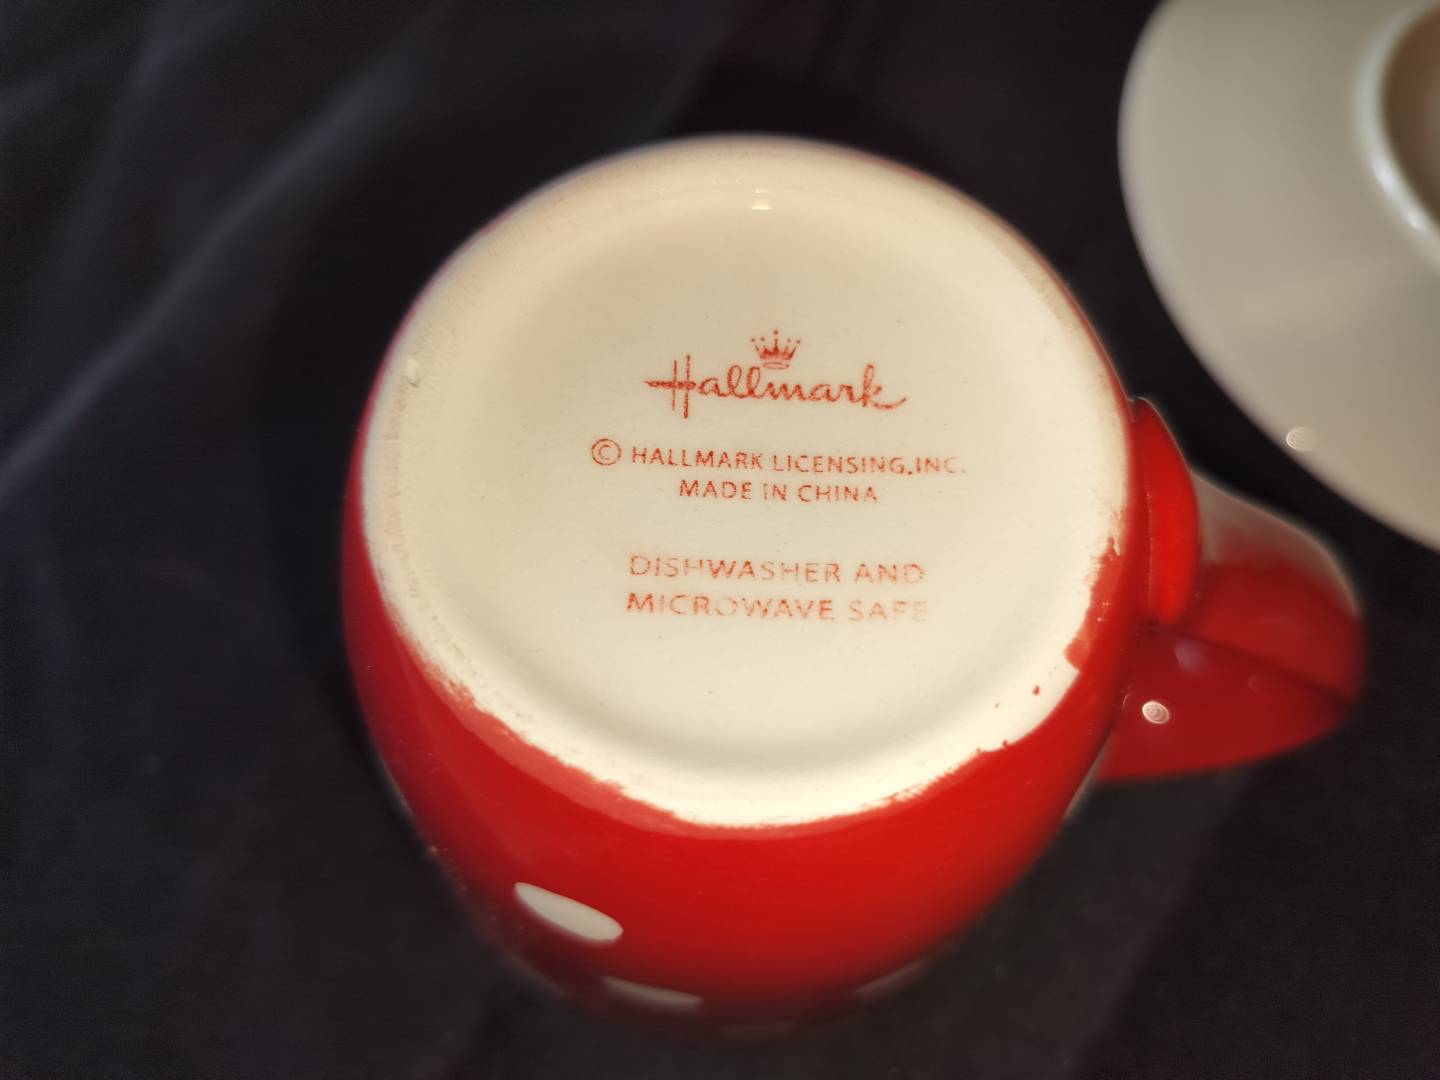 Hallmark
© HALLMARK LICENSING, INC.
MADE IN CHINA
DISHWASHER AND
MICROWAVE SAFE